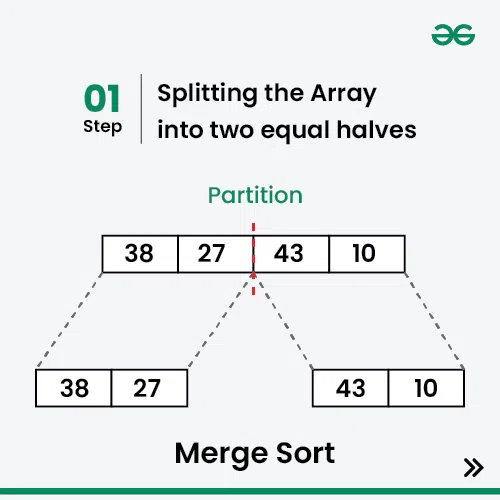 01
Step
Splitting the Array
into two equal halves
Partition
38 27 43 10
38 27 43 10
Merge Sort